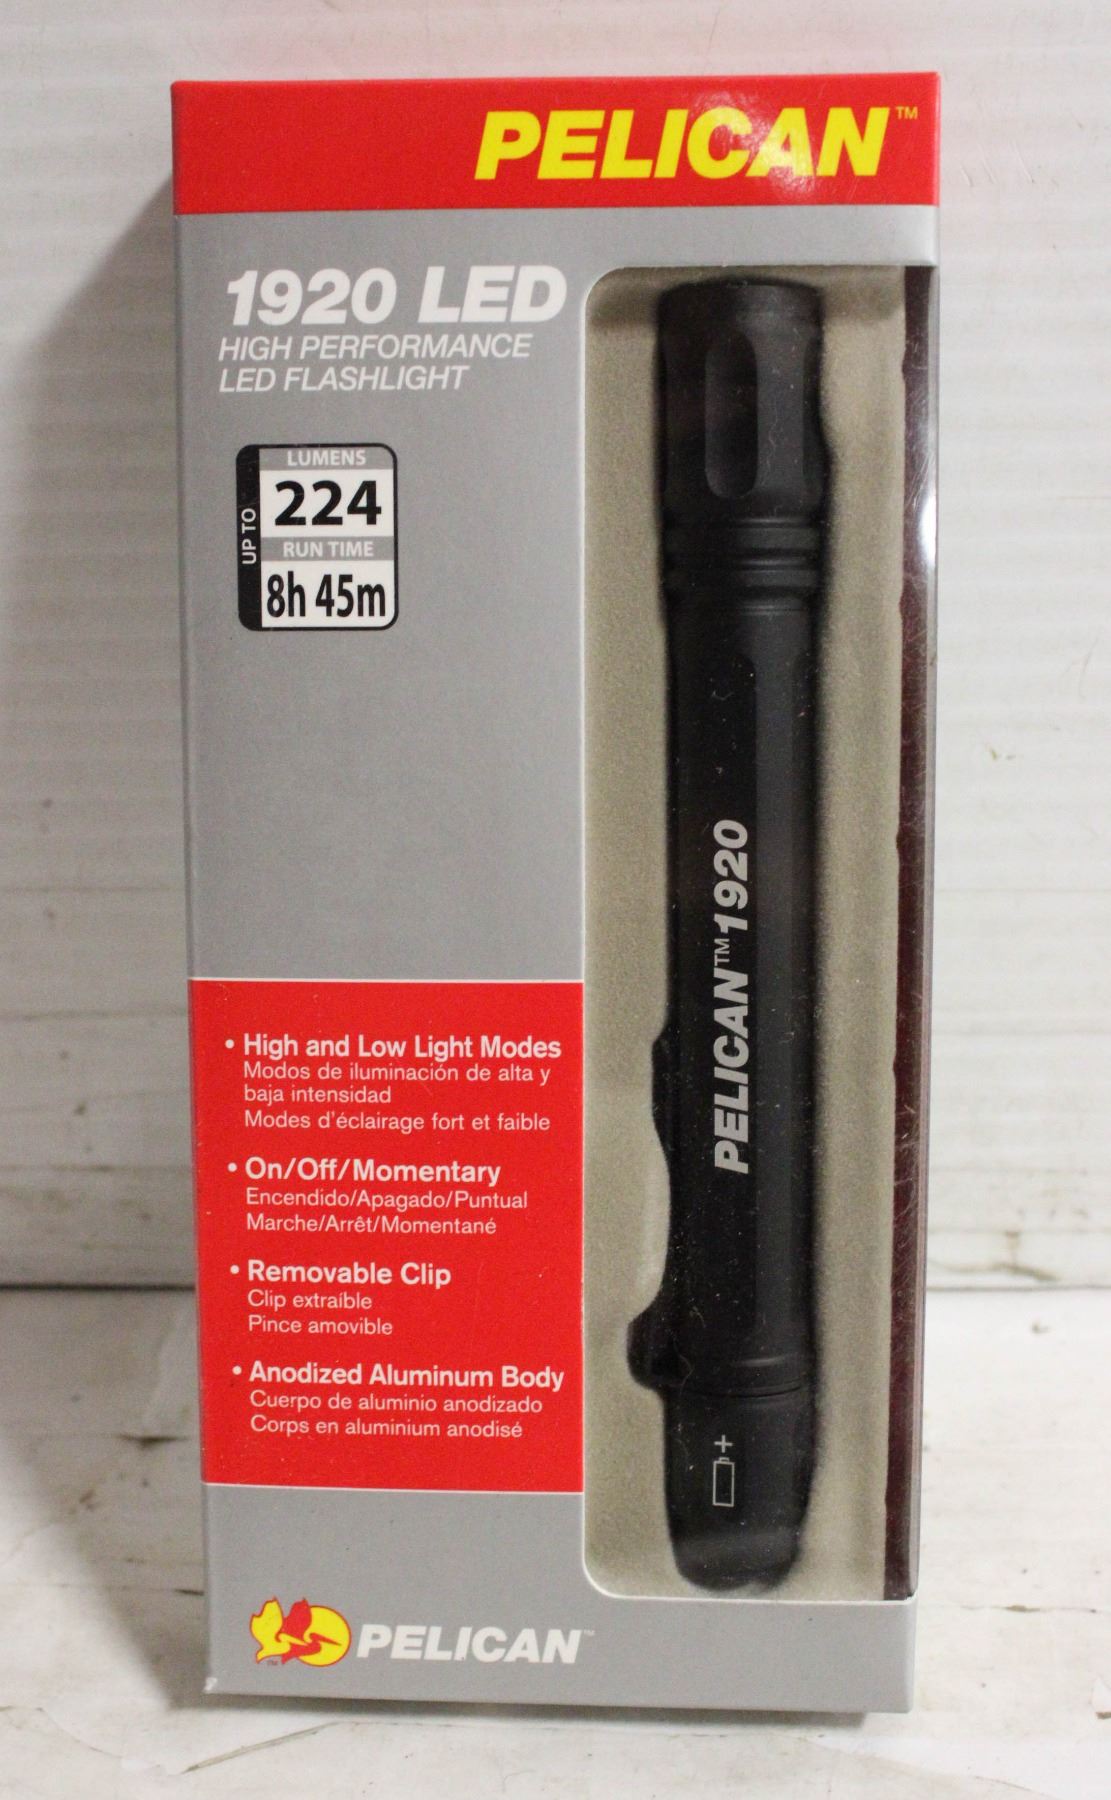 PELICAN™
1920 LED
HIGH PERFORMANCE
LED FLASHLIGHT
UP TO
LUMENS
224
RUN TIME
8h 45m
PELICAN™1920
• High and Low Light Modes
Modos de iluminación de alta y
baja intensidad
Modes d'éclairage fort et faible
• On/Off/Momentary
Encendido/Apagado/Puntual
Marche/Arrêt/Momentané
• Removable Clip
Clip extraíble
Pince amovible
• Anodized Aluminum Body
Cuerpo de aluminio anodizado
Corps en aluminium anodisé
+
™ PELICAN™